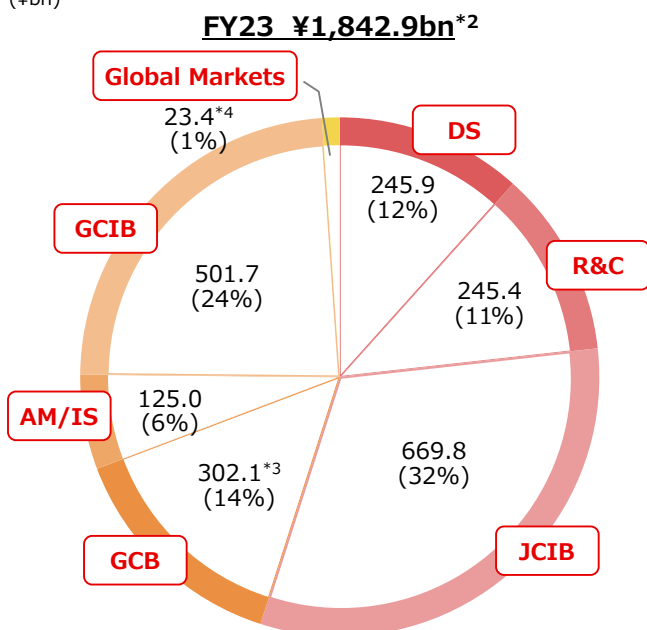 (¥bn)
FY23 ¥1,842.9bn*2
Global Markets
23.4*4
(1%)
DS
245.9
(12%)
GCIB
R&C
501.7
(24%)
245.4
(11%)
AM/IS
125.0
(6%)
669.8
(32%)
302.1*3
(14%)
GCB
JCIB